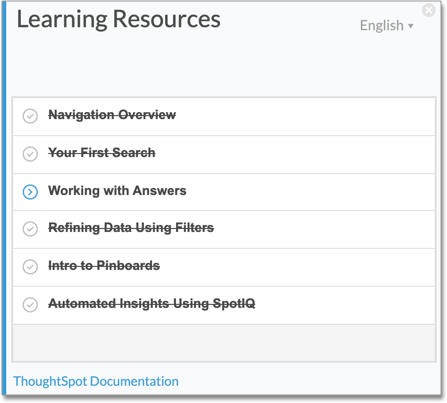 Learning Resources
English
Navigation Overview
Your First Search
Working with Answers
Refining Data Using Filters
Intro to Pinboards
Automated Insights Using SpotIQ
ThoughtSpot Documentation